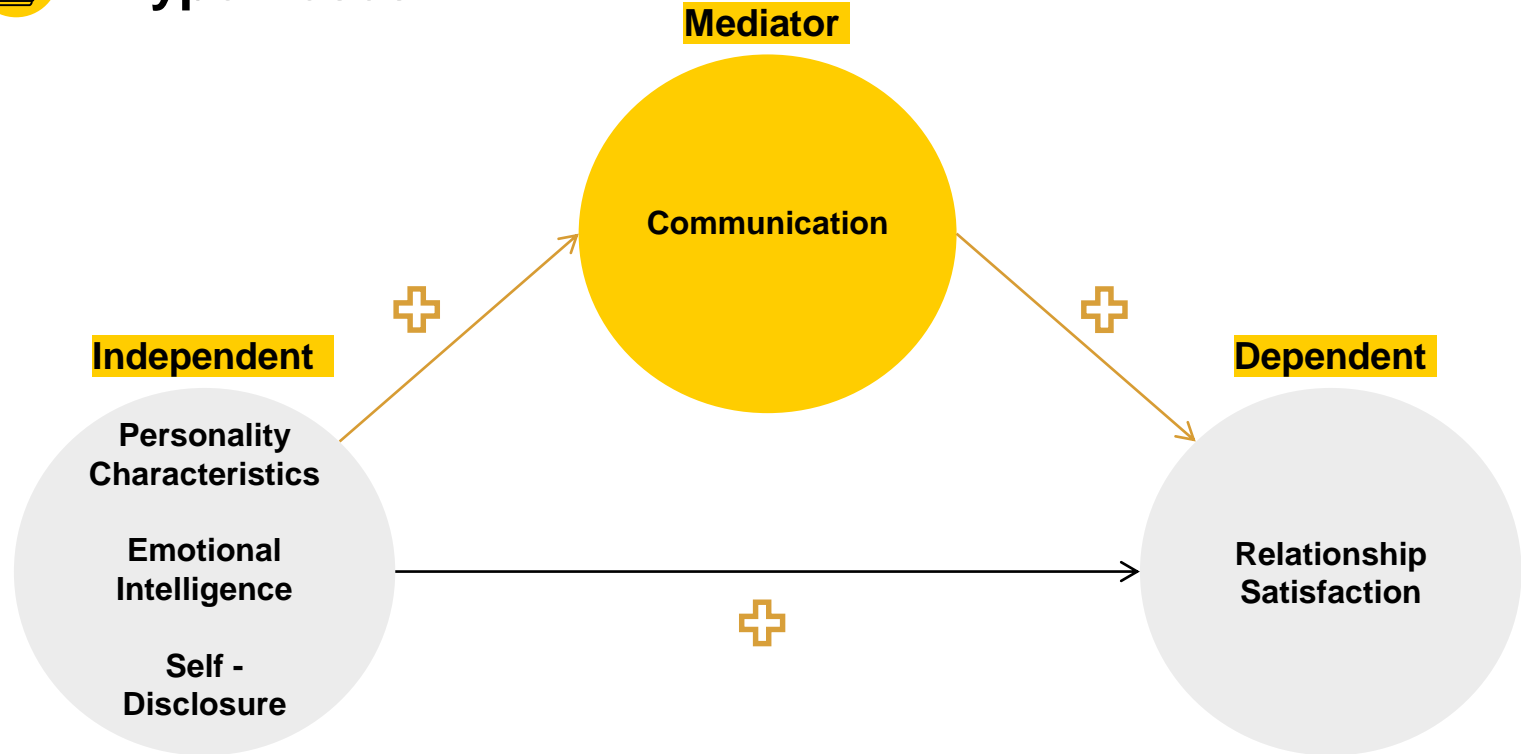 Mediator
Communication
Independent
Dependent
Personality
Characteristics
Emotional
Intelligence
Self -
Disclosure
Relationship
Satisfaction